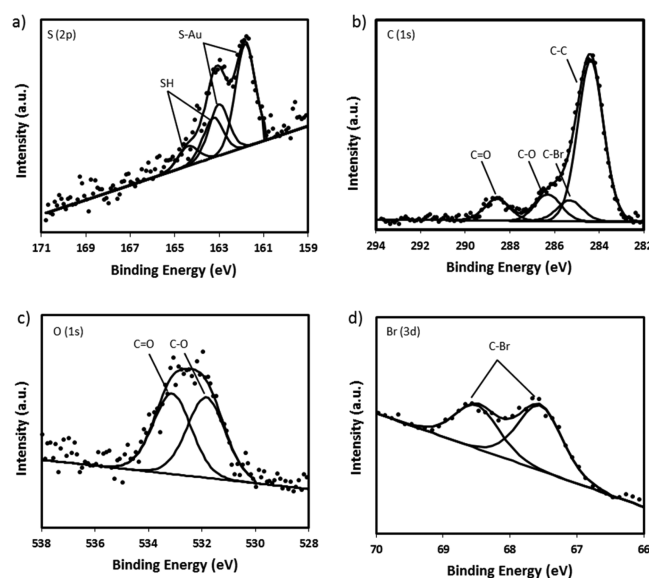 a)
S (2p)
S-Au
SH
Intensity (a.u.)
171 169 167 165 163 161 159
Binding Energy (eV)
b)
C (1s)
C-C
C=O
C-O
C-Br
Intensity (a.u.)
294 292 290 288 286 284 282
Binding Energy (eV)
c)
O (1s)
C=O
C-O
Intensity (a.u.)
538 536 534 532 530 528
Binding Energy (eV)
d)
Br (3d)
C-Br
Intensity (a.u.)
70 69 68 67 66
Binding Energy (eV)